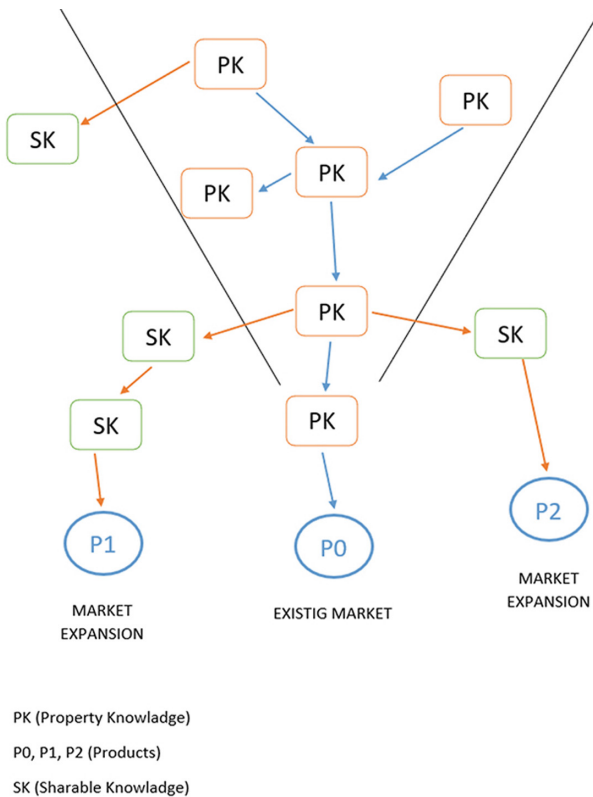 PK
PK
SK
PK
PK
PK
SK
SK
PK
SK
P2
P1
P0
MARKET
EXPANSION
MARKET
EXPANSION
EXISTIG MARKET
PK (Property Knowladge)
P0, P1, P2 (Products)
SK (Sharable Knowladge)